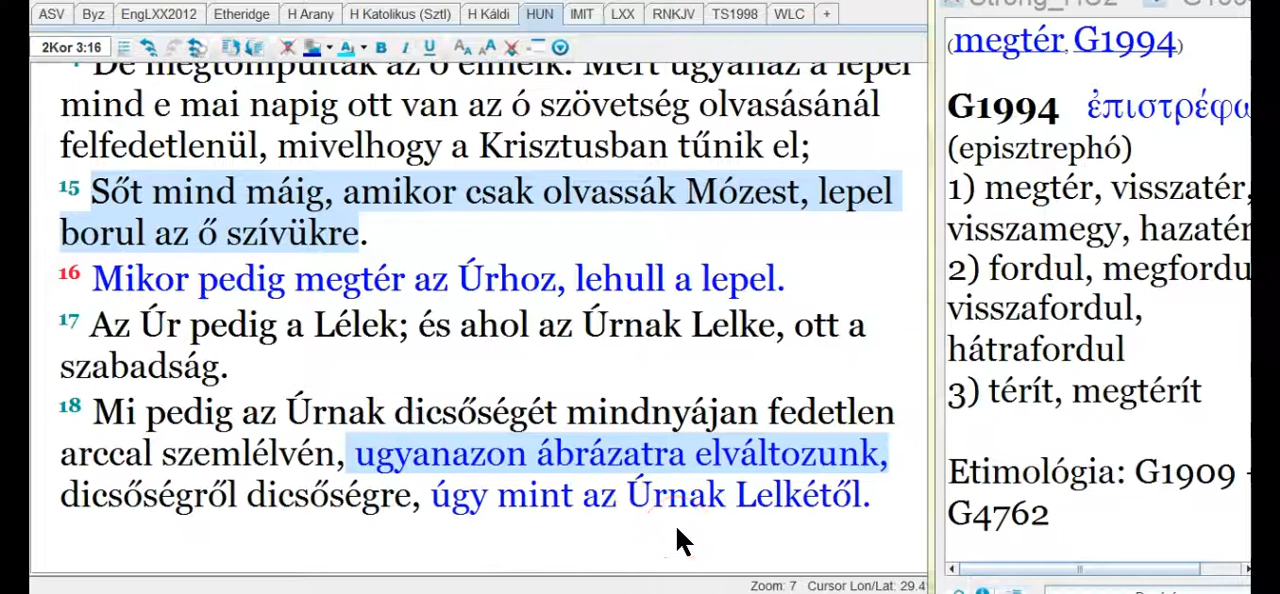 ASV Byz EngLXX2012 Etheridge H Arany H Katolikus (Sztl) H Káldi HUN IMIT LXX RNKJV TS1998 WLC +
2Kor 3:16
mind e mai napig ott van az ó szövetség olvasásánál
felfedetlenül, mivelhogy a Krisztusban tűnik el;
15 Sőt mind máig, amikor csak olvassák Mózest, lepel
borul az ő szívükre.
16 Mikor pedig megtér az Úrhoz, lehull a lepel.
17 Az Úr pedig a Lélek; és ahol az Úrnak Lelke, ott a
szabadság.
18 Mi pedig az Úrnak dicsőségét mindnyájan fedetlen
arccal szemlélvén, ugyanazon ábrázatra elváltozunk,
dicsőségről dicsőségre, úgy mint az Úrnak Lelkétől.
Zoom: 7 Cursor Lon/Lat: 29.4
(megtér, G1994)
G1994 ἐπιστρέφω
(episztrephó)
1) megtér, visszatér,
visszamegy, hazatér
2) fordul, megfordu
visszafordul,
hátrafordul
3) térít, megtérít
Etimológia: G1909 +
G4762